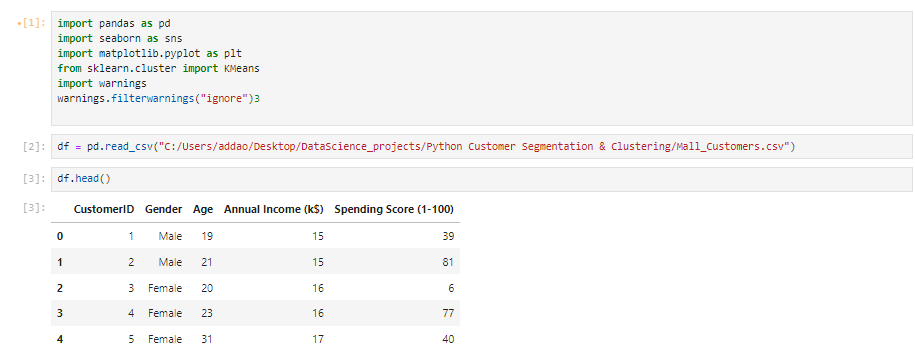 •[1]: import pandas as pd
import seaborn as sns
import matplotlib.pyplot as plt
from sklearn.cluster import KMeans
import warnings
warnings.filterwarnings("ignore")3
[2]: df = pd.read_csv("C:/Users/addao/Desktop/DataScience_projects/Python Customer Segmentation & Clustering/Mall_Customers.csv")
[3]: df.head()
[3]: CustomerID Gender Age Annual Income (k$) Spending Score (1-100)
0 1 Male 19 15 39
1 2 Male 21 15 81
2 3 Female 20 16 6
3 4 Female 23 16 77
4 5 Female 31 17 40